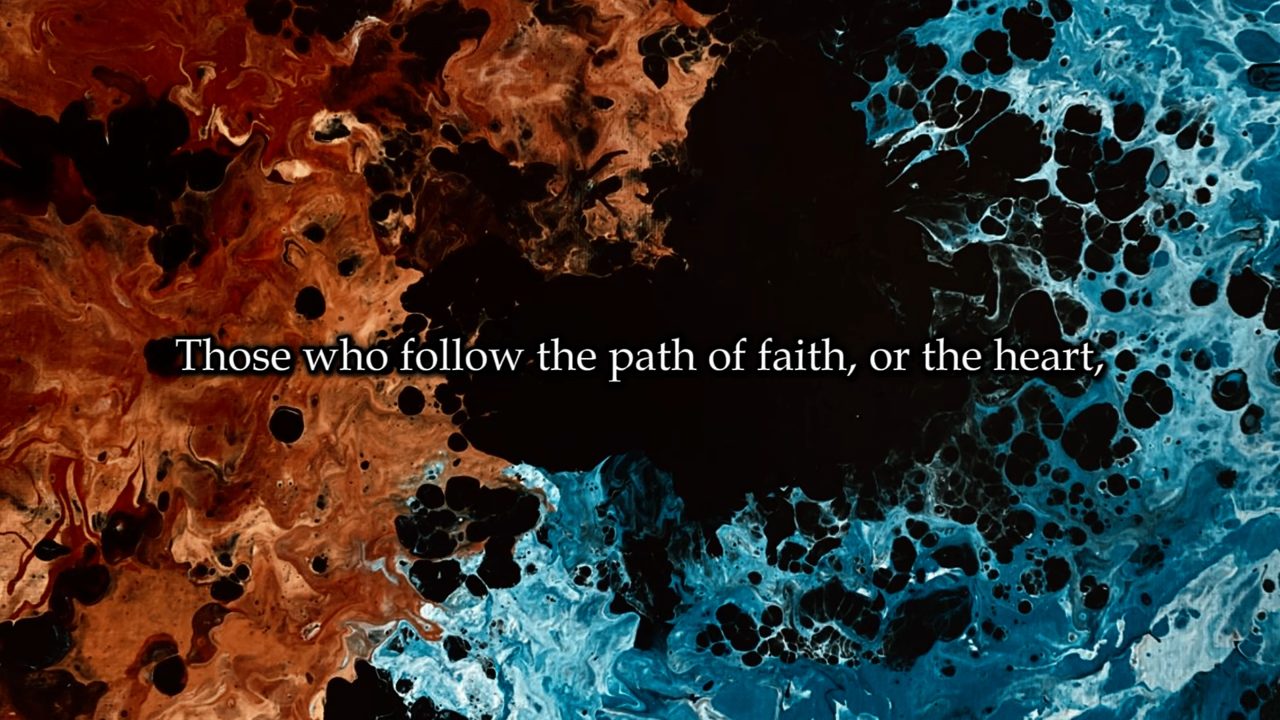 Those who follow the path of faith, or the heart,